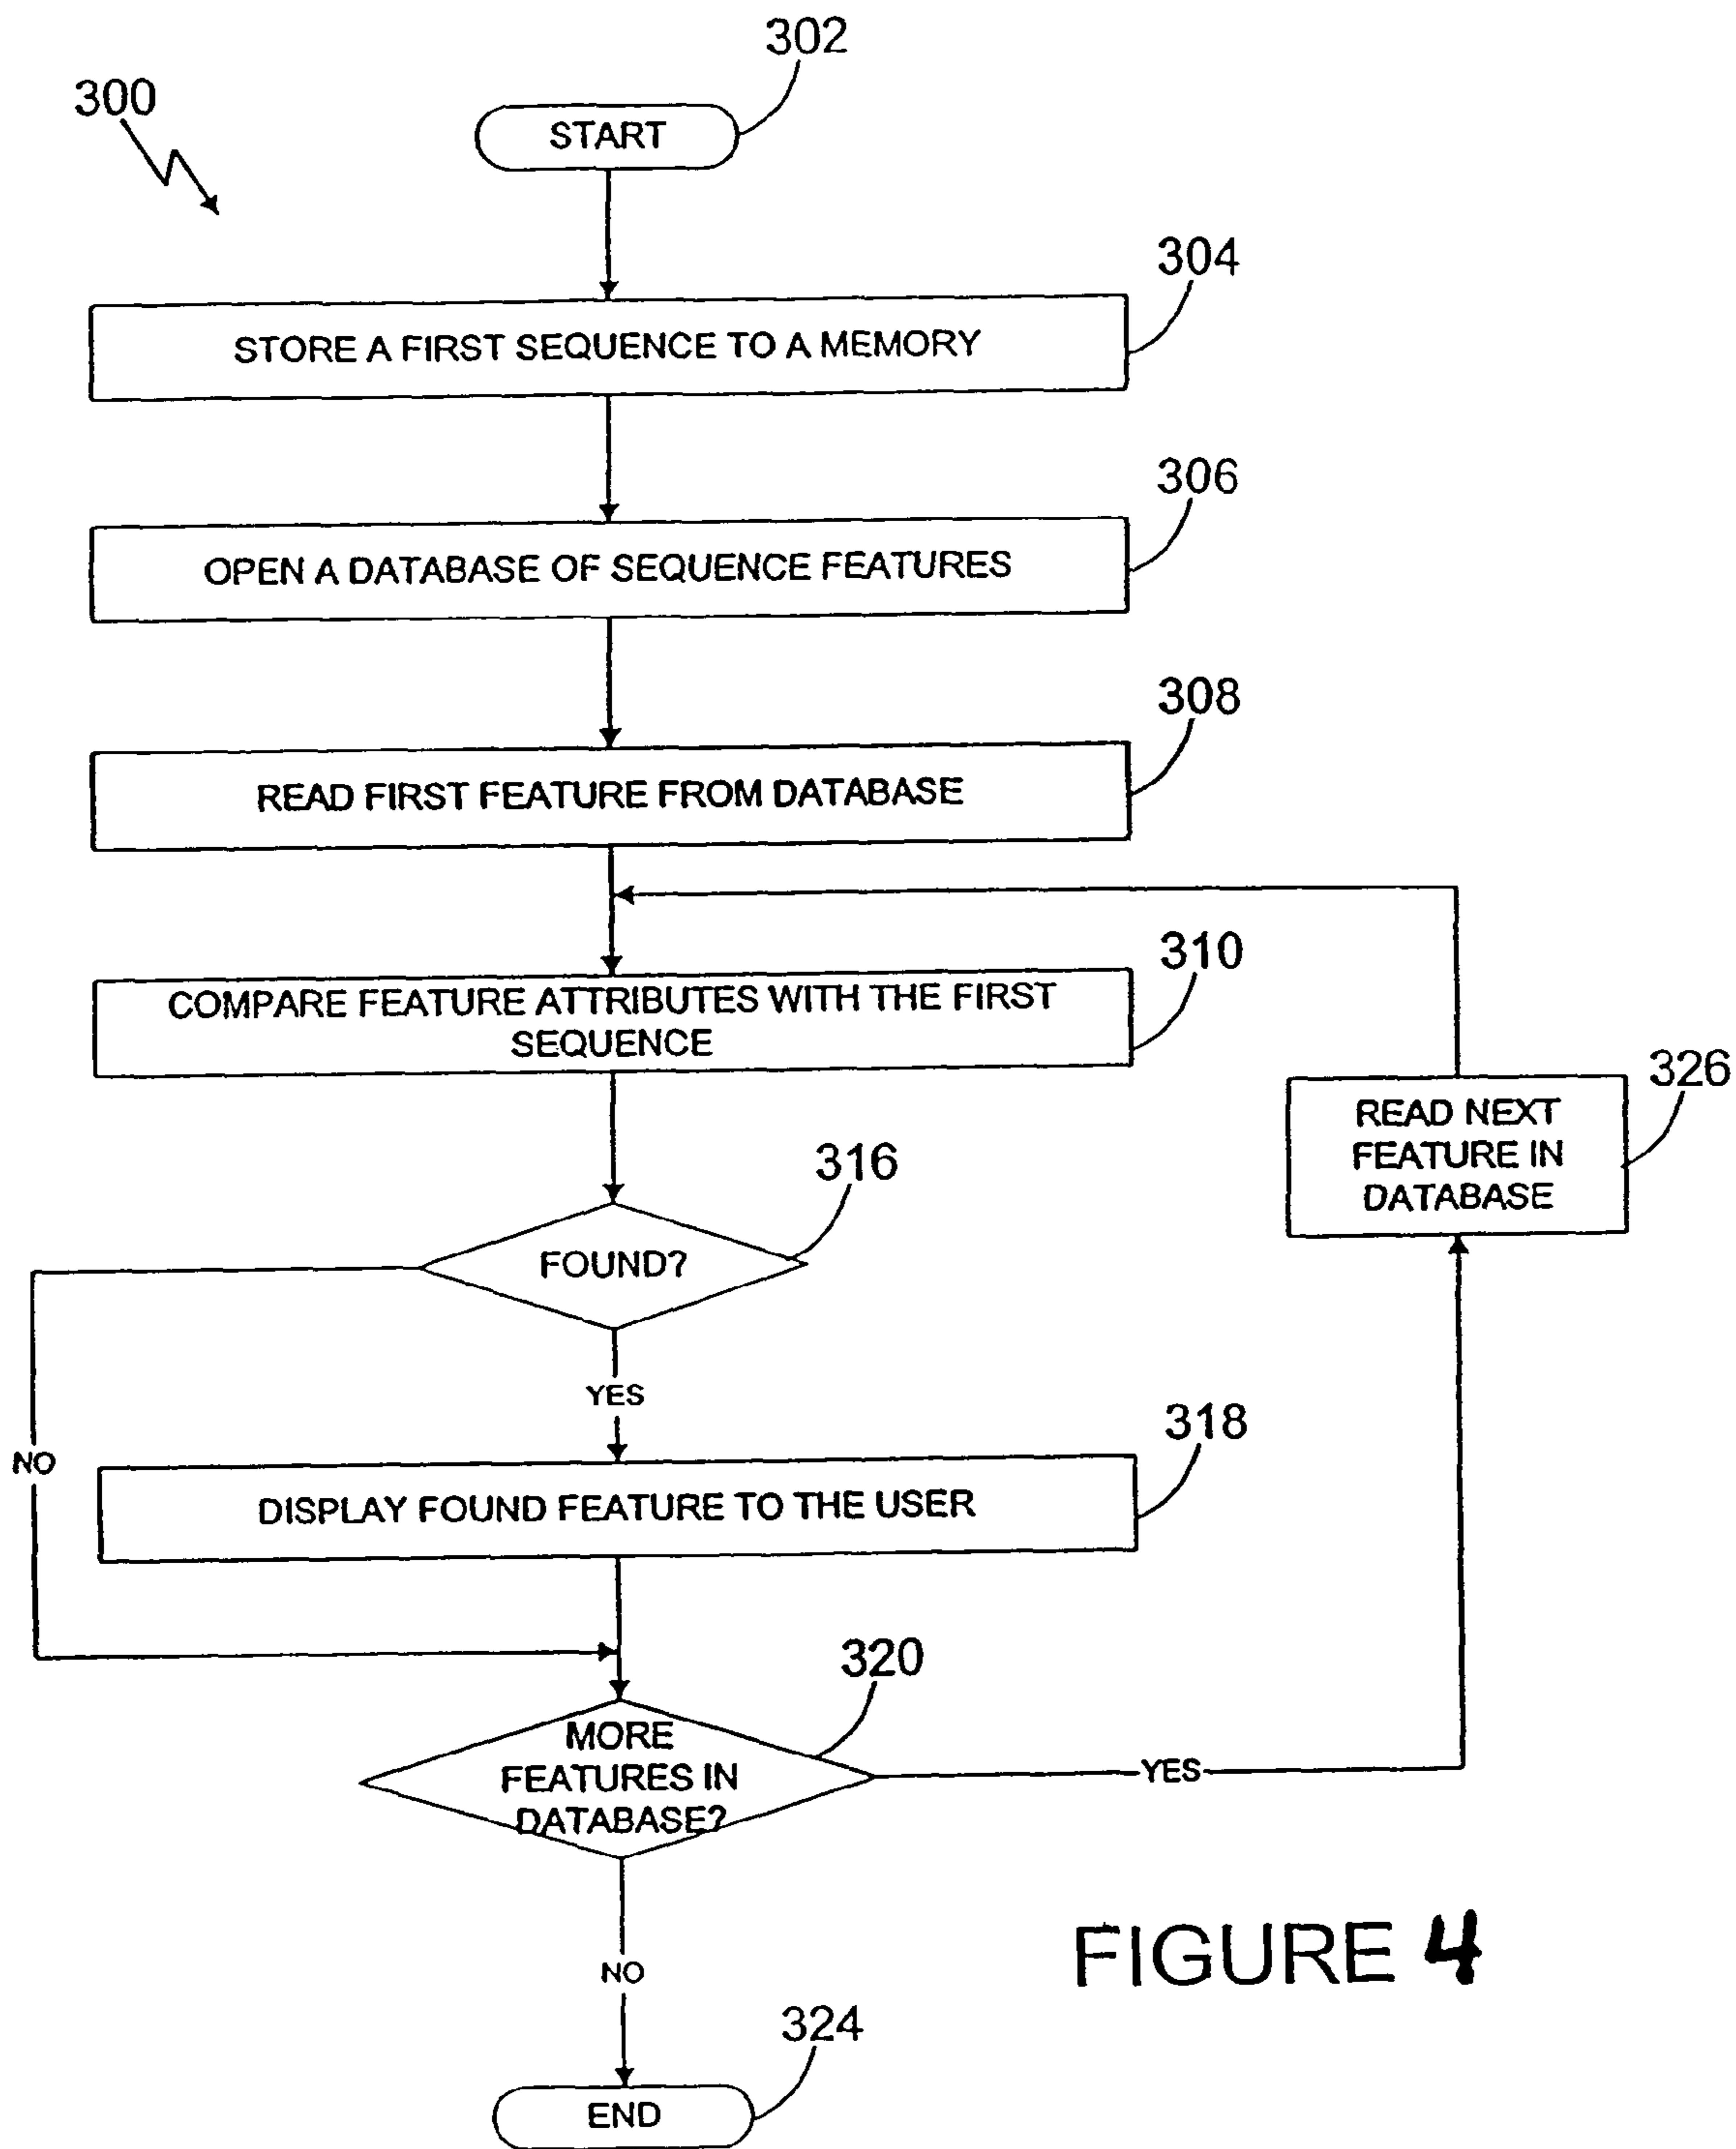 302
300
START
304
STORE A FIRST SEQUENCE TO A MEMORY
306
OPEN A DATABASE OF SEQUENCE FEATURES
308
READ FIRST FEATURE FROM DATABASE
310
COMPARE FEATURE ATTRIBUTES WITH THE FIRST
SEQUENCE
326
READ NEXT
FEATURE IN
DATABASE
316
FOUND?
YES
NO
318
DISPLAY FOUND FEATURE TO THE USER
320
MORE
FEATURES IN
DATABASE?
YES
NO
FIGURE 4
324
END